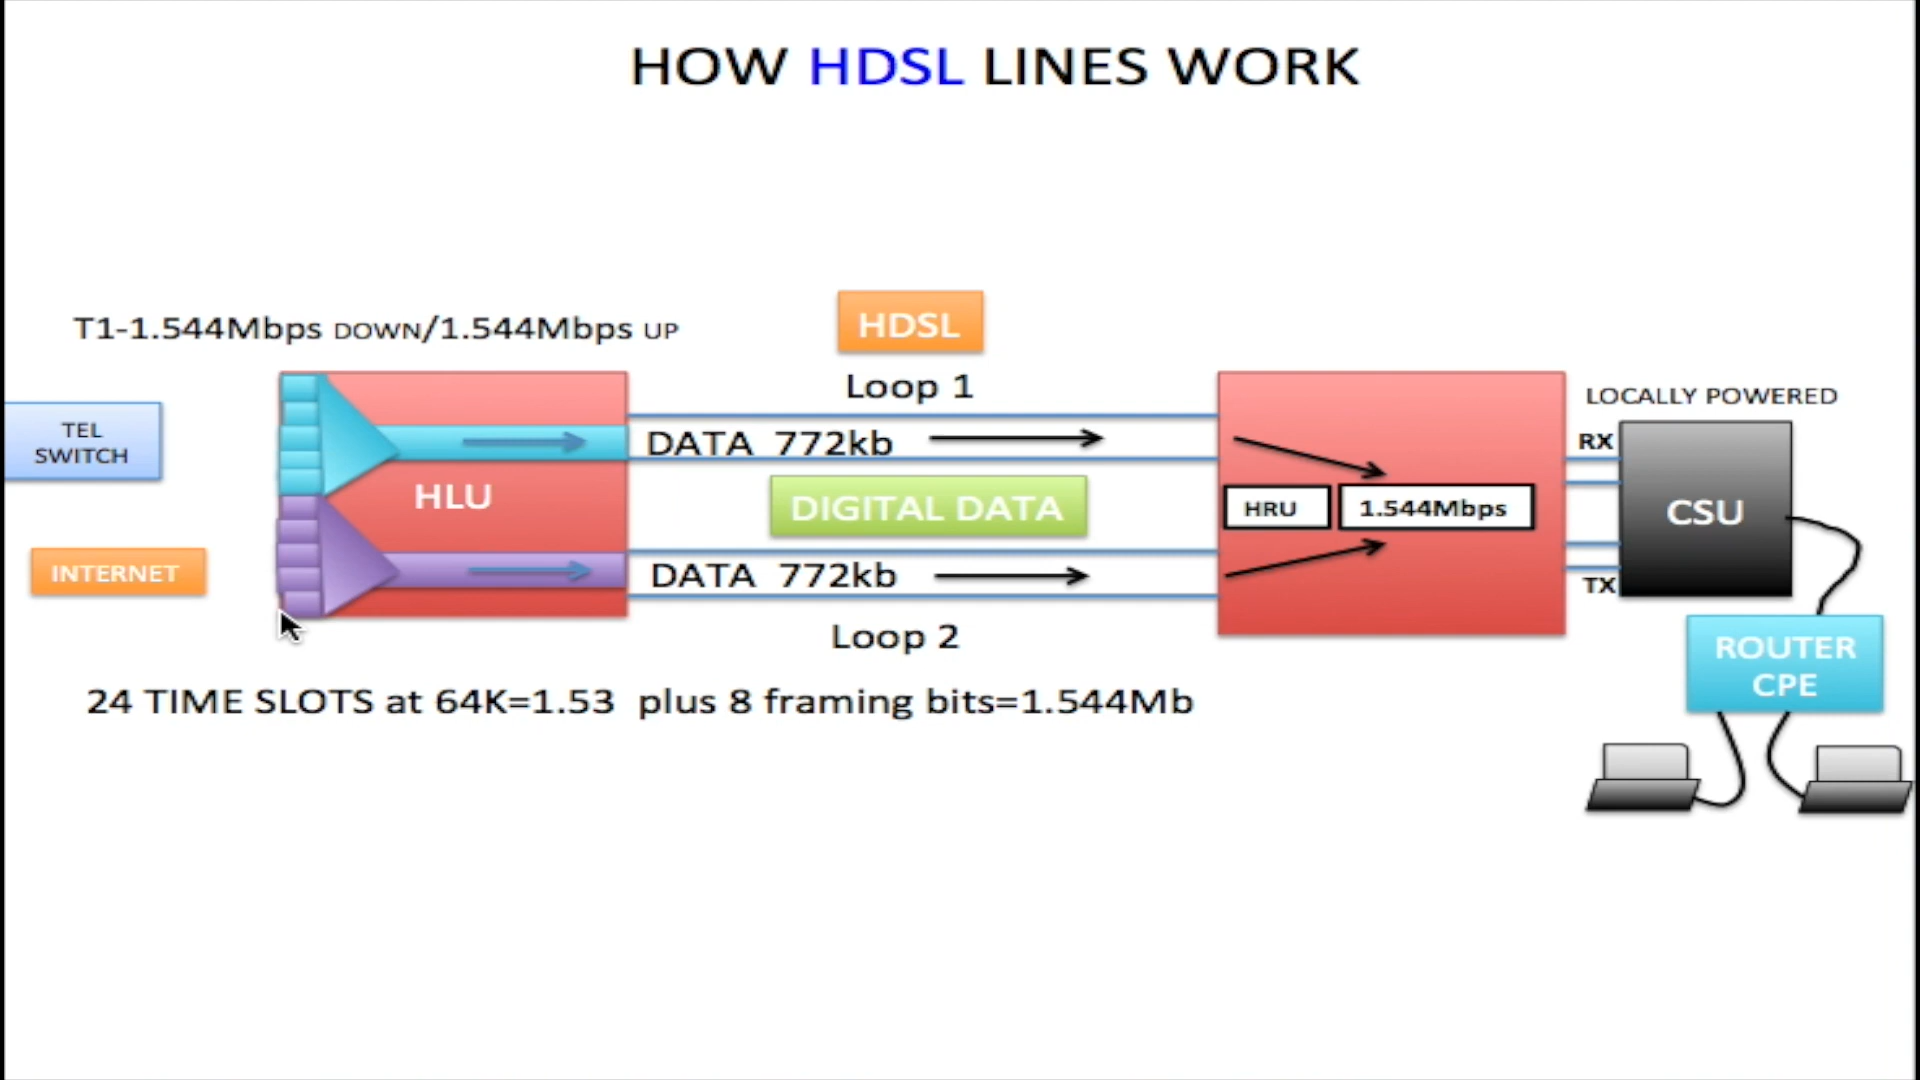 HOW HDSL LINES WORK
T1-1.544Mbps DOWN/1.544Mbps UP
HDSL
Loop 1
LOCALLY POWERED
TEL
SWITCH
DATA 772kb
RX
HLU
DIGITAL DATA
HRU
1.544Mbps
CSU
INTERNET
DATA 772kb
TX
Loop 2
ROUTER
CPE
24 TIME SLOTS at 64K=1.53 plus 8 framing bits=1.544Mb